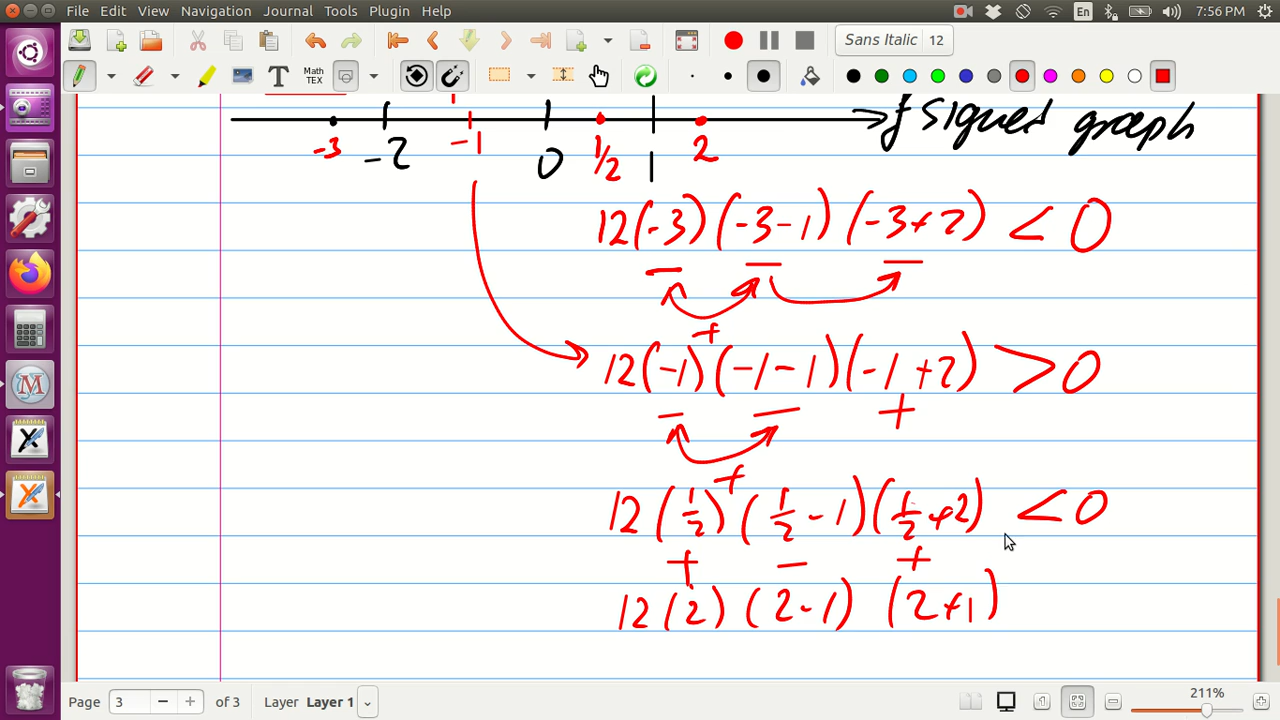 File Edit View Navigation Journal Tools Plugin Help En 7:56 PM
Sans Italic 12
Math TEX
f signed graph
-3 -2 -1 0 1/2 1 2
12(-3)(-3-1)(-3+2) < 0
− − −
+
12(-1)(-1-1)(-1+2) > 0
− − +
+
12(1/2)(1/2-1)(1/2+2) < 0
+ − +
12(2)(2-1)(2+1)
Page 3 − + of 3 Layer Layer 1 211%